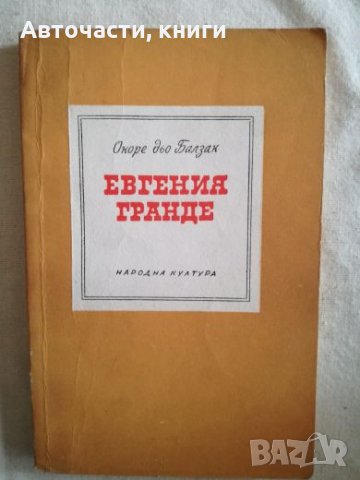 Авточасти, книги
Оноре дьо Балзак
ЕВГЕНИЯ
ГРАНДЕ
НАРОДНА КУЛТУРА
BAZAR